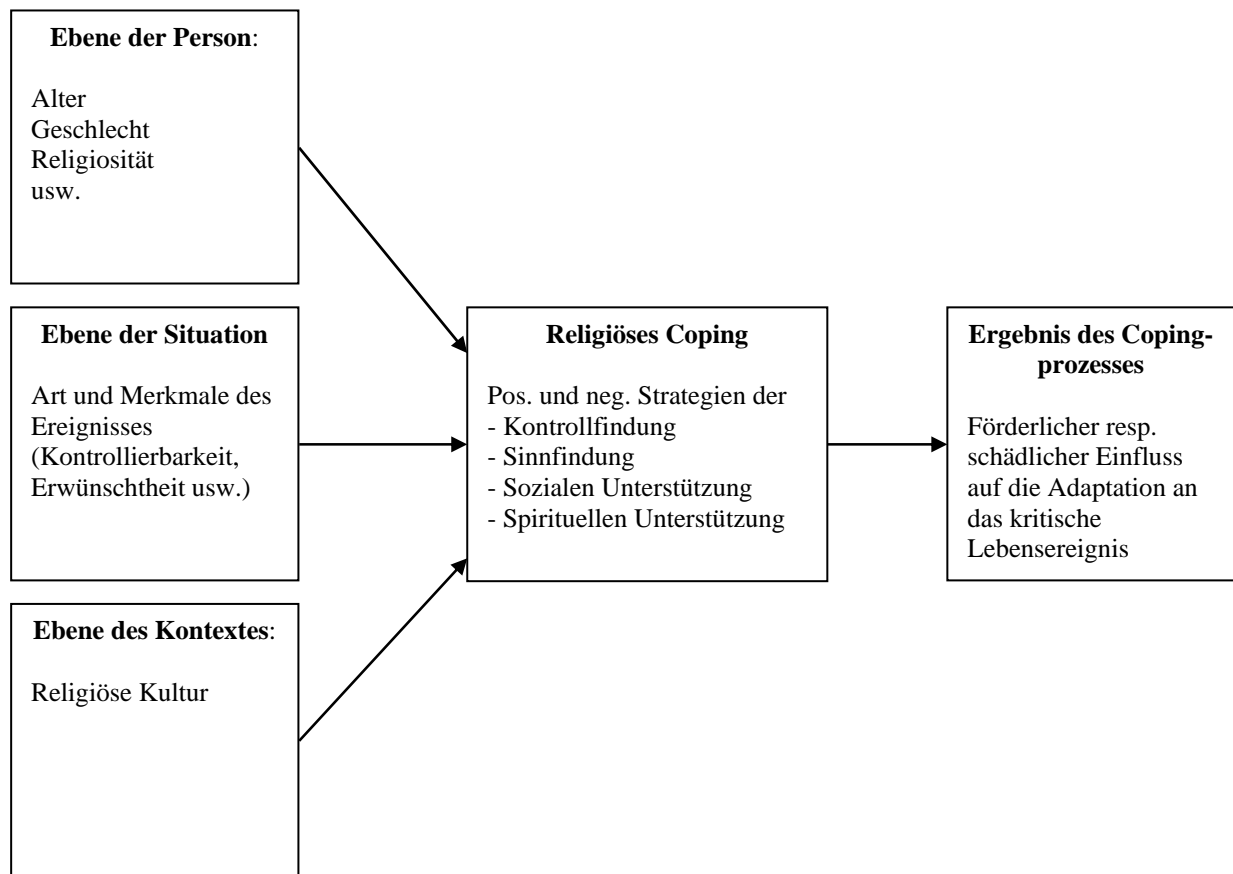 Ebene der Person:
Alter
Geschlecht
Religiosität
usw.
Ebene der Situation
Art und Merkmale des
Ereignisses
(Kontrollierbarkeit,
Erwünschtheit usw.)
Ebene des Kontextes:
Religiöse Kultur
Religiöses Coping
Pos. und neg. Strategien der
- Kontrollfindung
- Sinnfindung
- Sozialen Unterstützung
- Spirituellen Unterstützung
Ergebnis des Coping-
prozesses
Förderlicher resp.
schädlicher Einfluss
auf die Adaptation an
das kritische
Lebensereignis